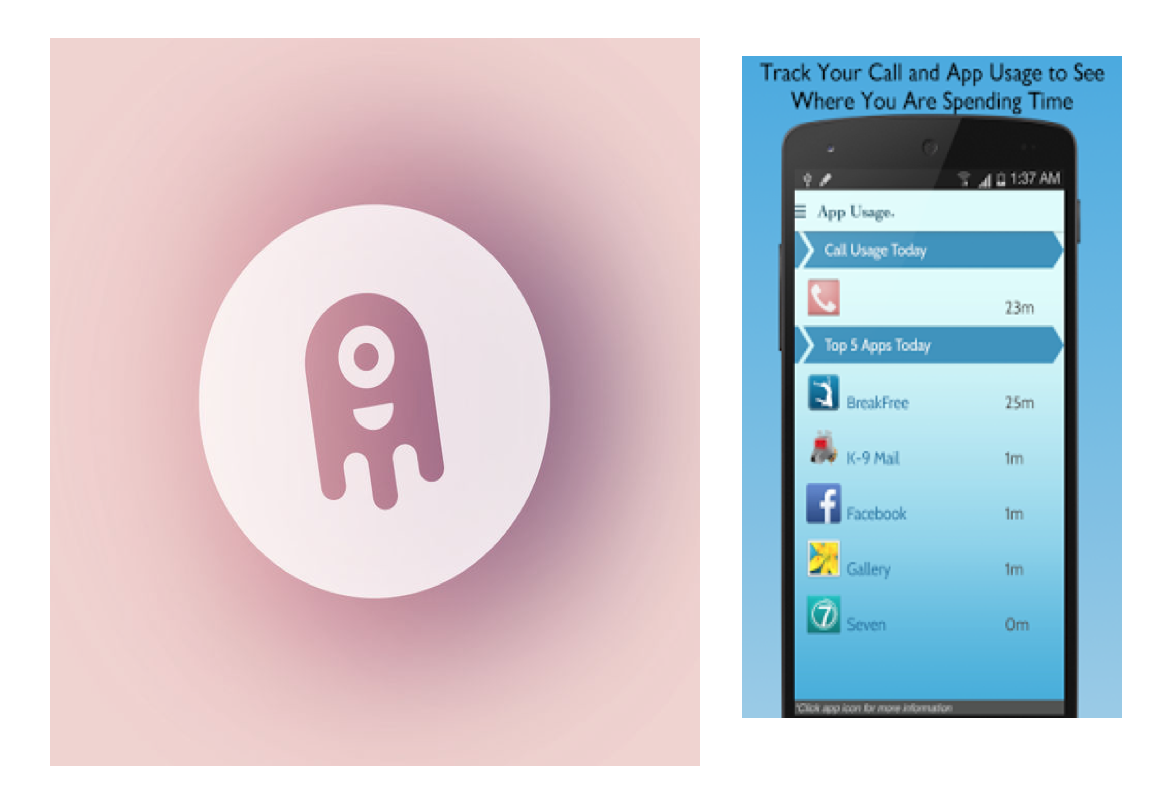 Track Your Call and App Usage to See
Where You Are Spending Time
1:37 AM
App Usage.
Call Usage Today
23m
Top 5 Apps Today
BreakFree 25m
K-9 Mail 1m
Facebook 1m
Gallery 1m
7 Seven 0m
*Click app icon for more information